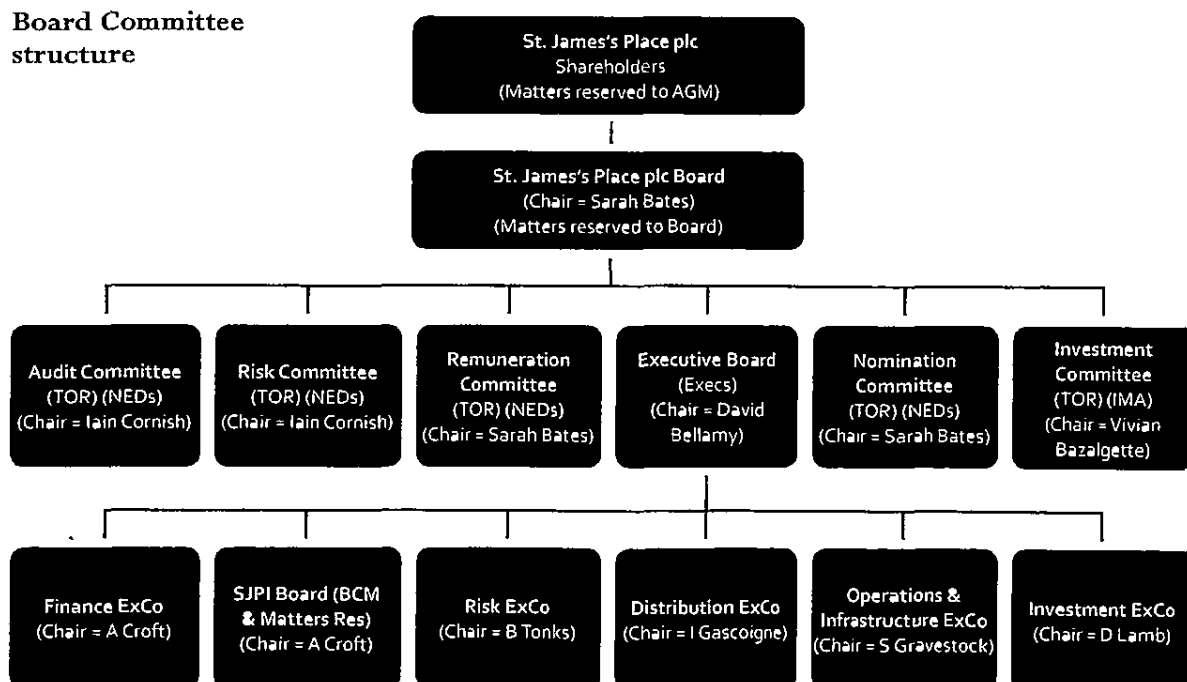 Board Committee
structure
St. James's Place plc
Shareholders
(Matters reserved to AGM)
St. James's Place plc Board
(Chair = Sarah Bates)
(Matters reserved to Board)
Audit Committee
(TOR) (NEDs)
(Chair = Iain Cornish)
Risk Committee
(TOR) (NEDs)
(Chair = Iain Cornish)
Remuneration
Committee
(TOR) (NEDs)
(Chair = Sarah Bates)
Executive Board
(Execs)
(Chair = David
Bellamy)
Nomination
Committee
(TOR) (NEDs)
(Chair = Sarah Bates)
Investment
Committee
(TOR) (IMA)
(Chair = Vivian
Bazalgette)
Finance ExCo
(Chair = A Croft)
SJPI Board (BCM
& Matters Res)
(Chair = A Croft)
Risk ExCo
(Chair = B Tonks)
Distribution ExCo
(Chair = I Gascoigne)
Operations &
Infrastructure ExCo
(Chair = S Gravestock)
Investment ExCo
(Chair = D Lamb)